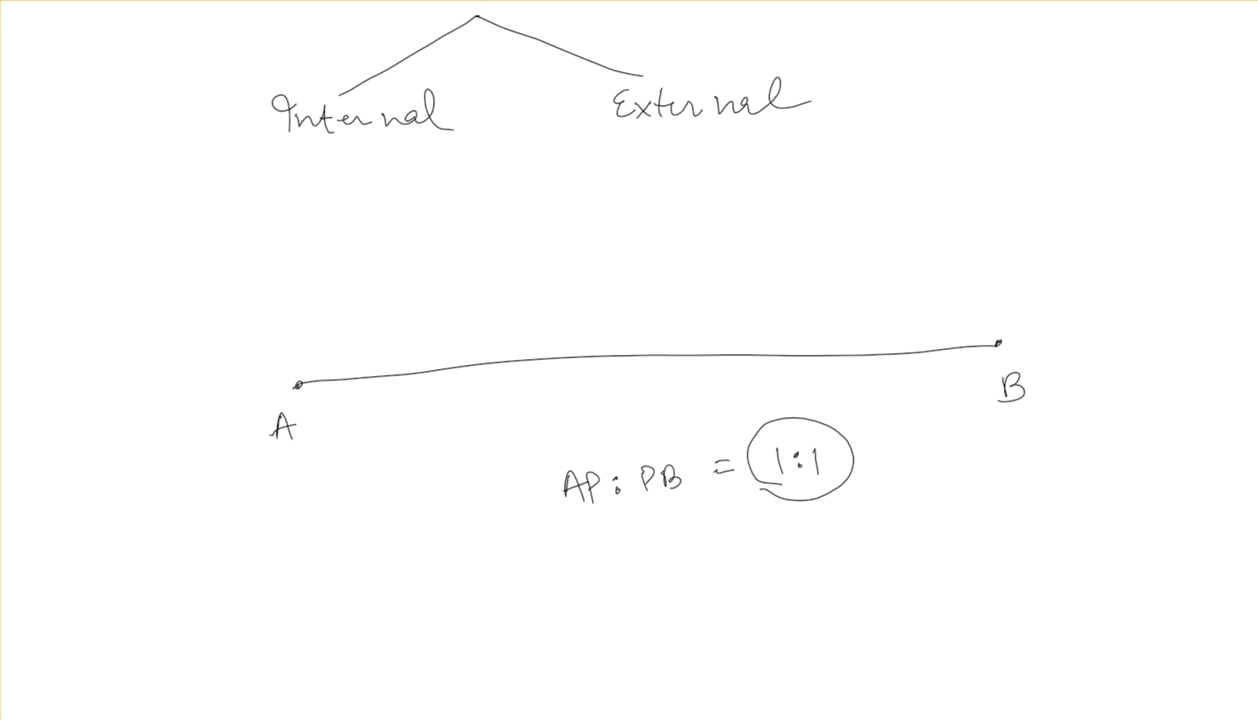 Internal External
A B
AP : PB = 1:1